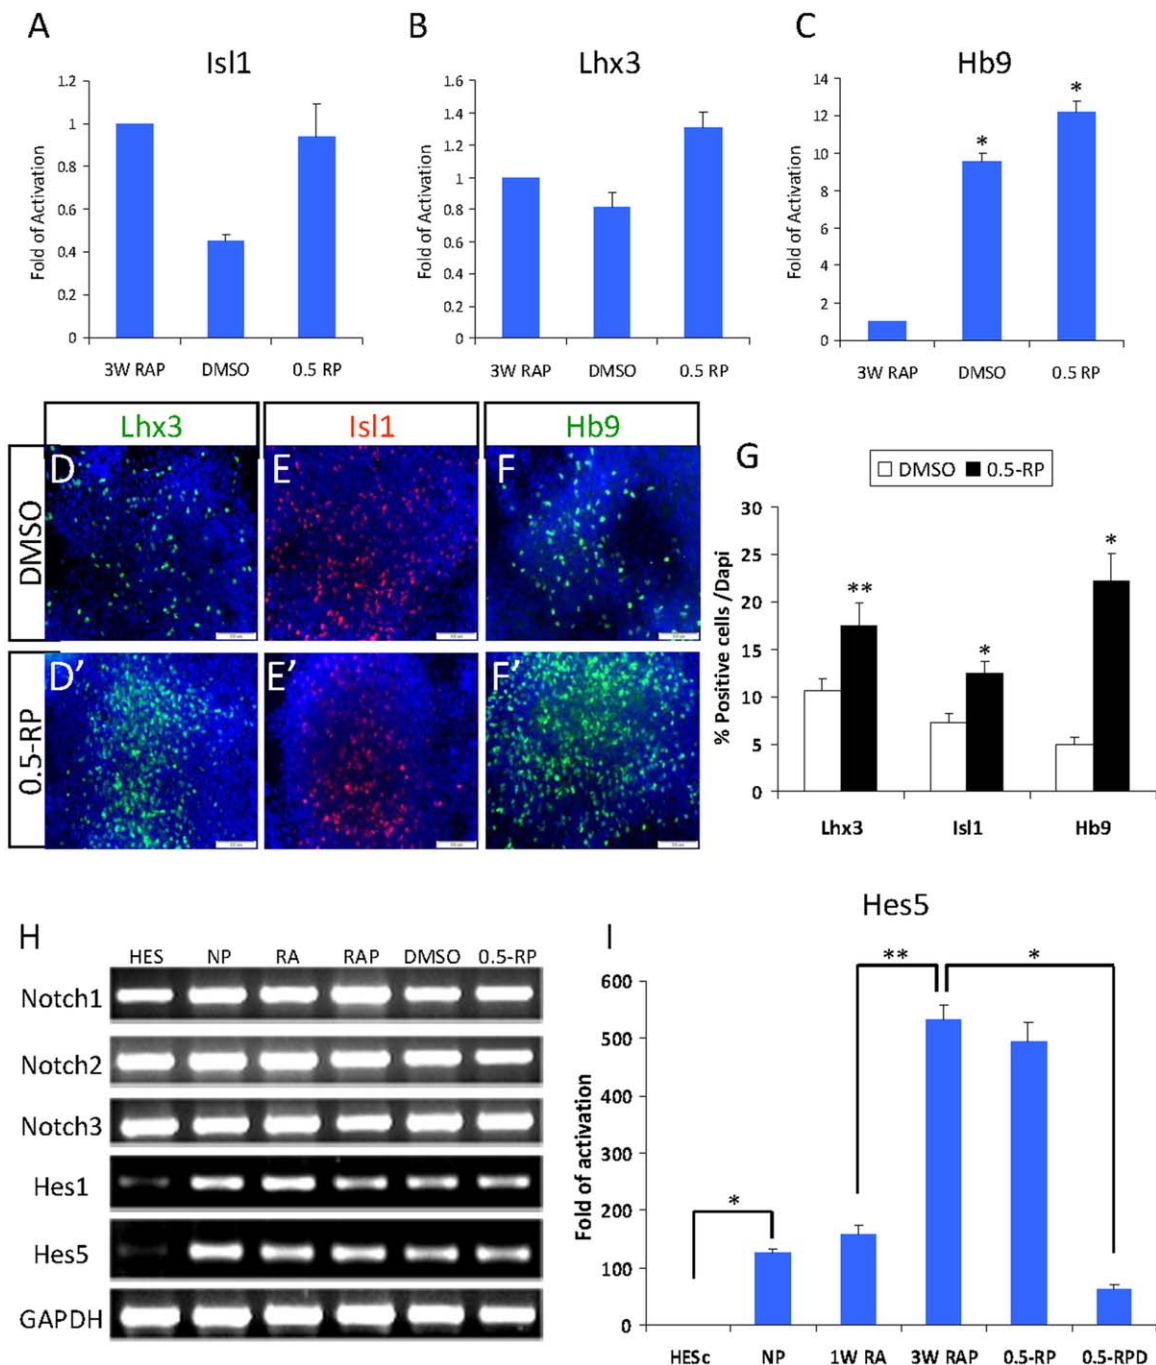 A
B
C
Isl1
Lhx3
Hb9
Fold of Activation
1.2
1
0.8
0.6
0.4
0.2
0
3W RAP DMSO 0.5 RP
Fold of Activation
1.6
1.4
1.2
1
0.8
0.6
0.4
0.2
0
3W RAP DMSO 0.5 RP
Fold of Activation
14
12
10
8
6
4
2
0
*
*
3W RAP DMSO 0.5 RP
Lhx3 Isl1 Hb9
DMSO
D E F
0.5-RP
D' E' F'
G
DMSO 0.5-RP
% Positive cells /Dapi
30
25
20
15
10
5
0
**
*
*
Lhx3 Isl1 Hb9
H
HES NP RA RAP DMSO 0.5-RP
Notch1
Notch2
Notch3
Hes1
Hes5
GAPDH
I
Hes5
Fold of activation
600
500
400
300
200
100
0
*
**
*
HESc NP 1W RA 3W RAP 0.5-RP 0.5-RPD